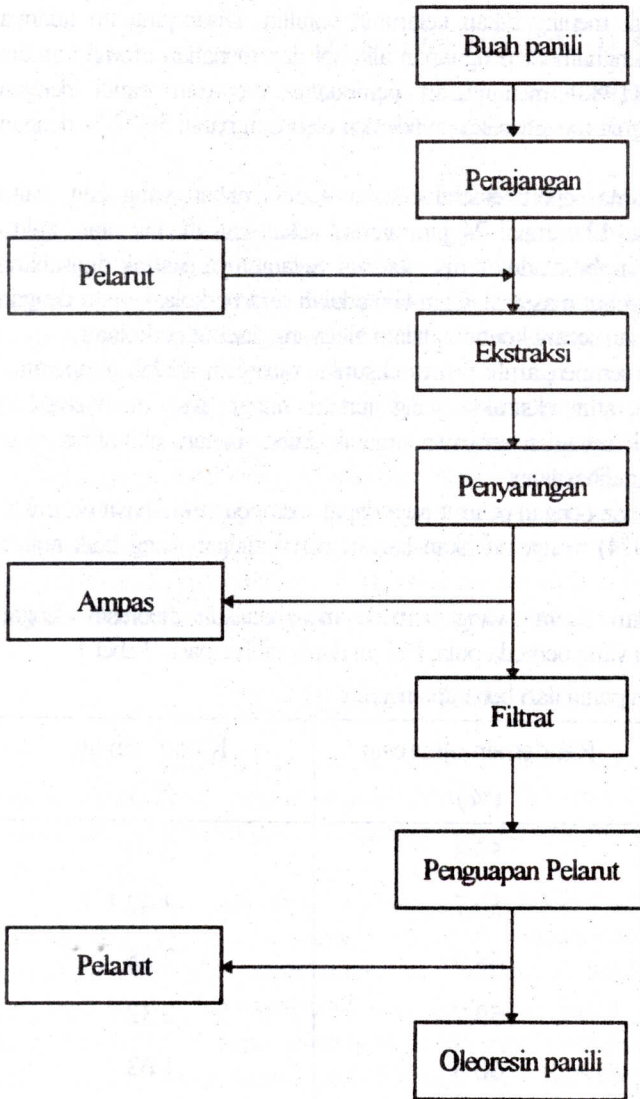 Buah panili
Perajangan
Pelarut
Ekstraksi
Penyaringan
Ampas
Filtrat
Penguapan Pelarut
Pelarut
Oleoresin panili